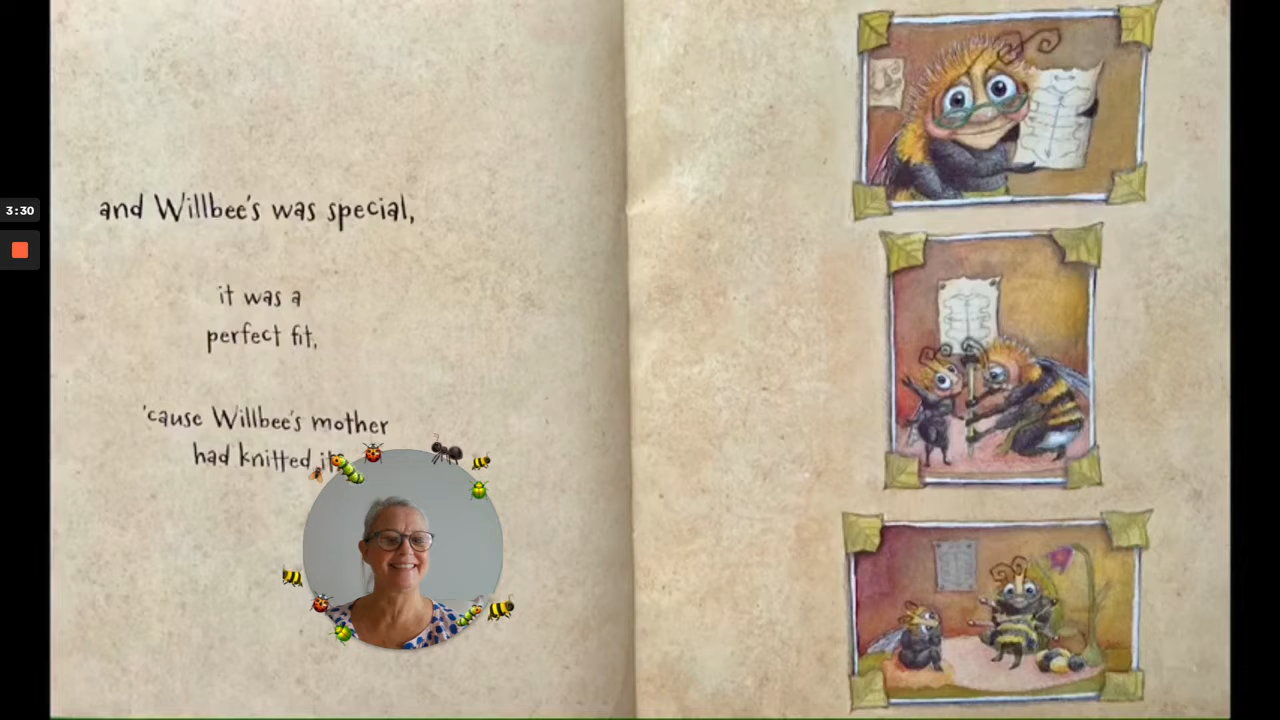 3:30
and Willbee's was special,
it was a
perfect fit,
'cause Willbee's mother
had knitted it.